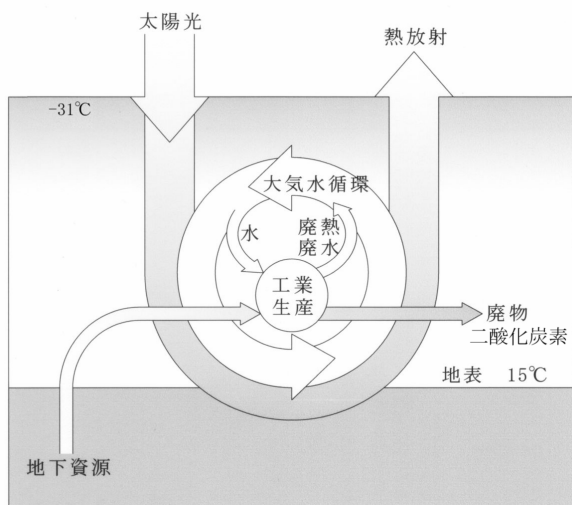 太陽光
熱放射
-31℃
大気水循環
水
廃熱
廃水
工業
生産
廃物
二酸化炭素
地表 15℃
地下資源